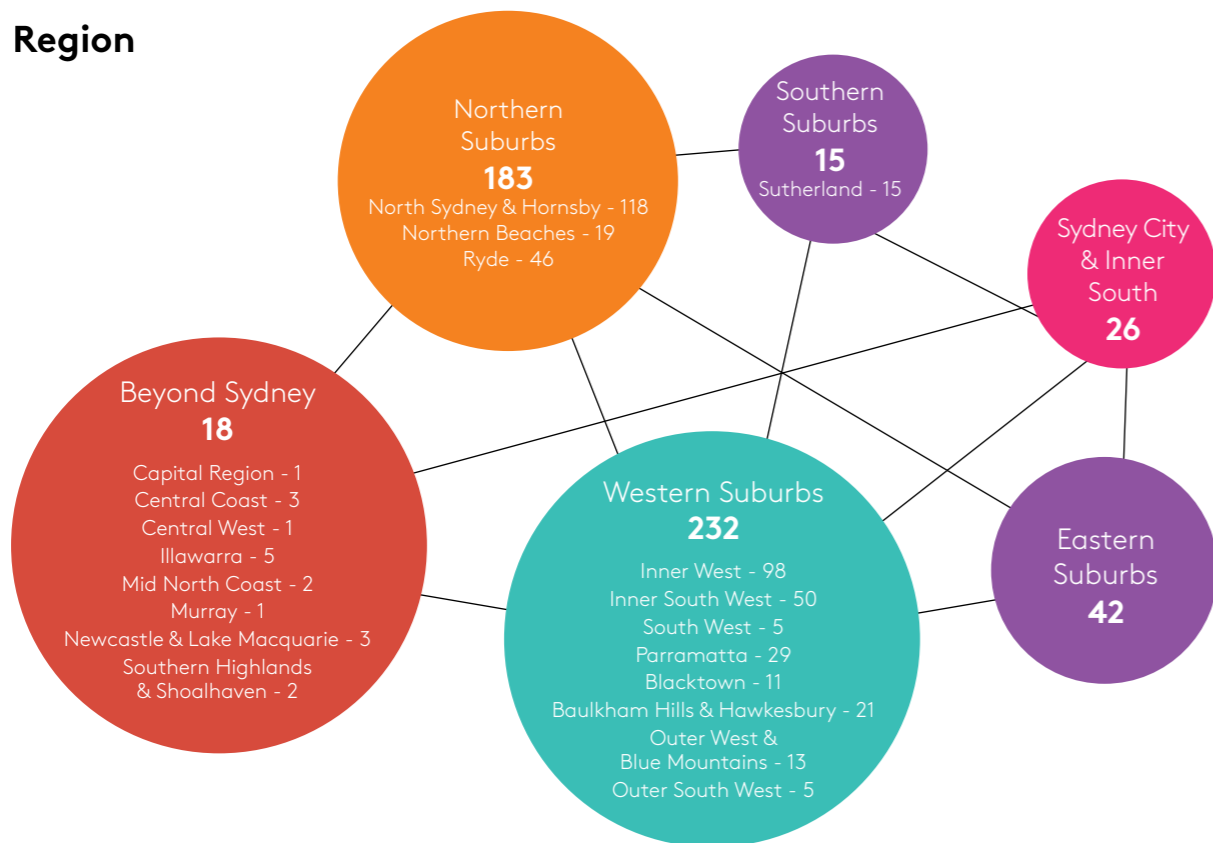 Region
Northern
Suburbs
183
North Sydney & Hornsby - 118
Northern Beaches - 19
Ryde - 46
Southern
Suburbs
15
Sutherland - 15
Sydney City
& Inner
South
26
Beyond Sydney
18
Capital Region - 1
Central Coast - 3
Central West - 1
Illawarra - 5
Mid North Coast - 2
Murray - 1
Newcastle & Lake Macquarie - 3
Southern Highlands
& Shoalhaven - 2
Western Suburbs
232
Inner West - 98
Inner South West - 50
South West - 5
Parramatta - 29
Blacktown - 11
Baulkham Hills & Hawkesbury - 21
Outer West &
Blue Mountains - 13
Outer South West - 5
Eastern
Suburbs
42